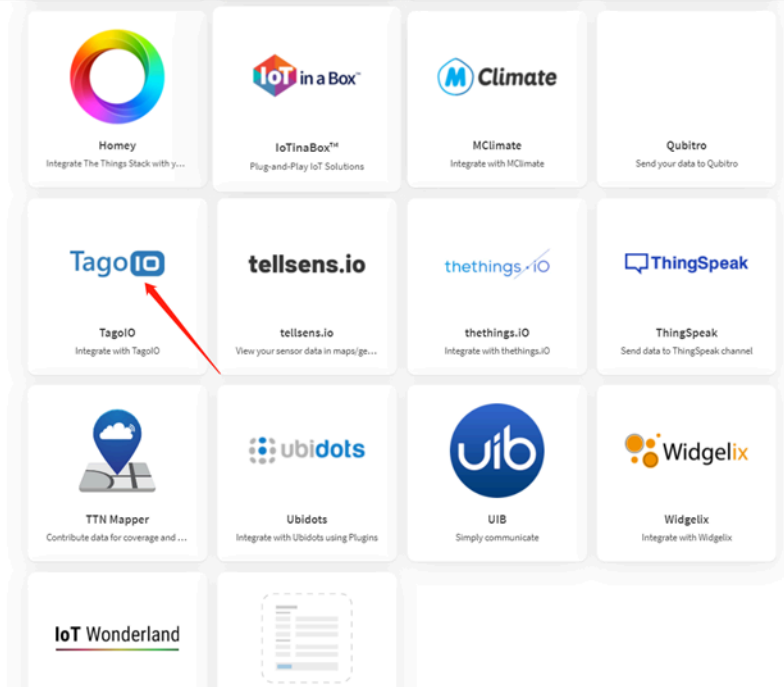 IoT in a Box™
M Climate
Homey
IoTinaBox™
MClimate
Qubitro
Integrate The Things Stack with y...
Plug-and-Play IoT Solutions
Integrate with MClimate
Send your data to Qubitro
Tago IO
tellsens.io
thethings.iO
ThingSpeak
TagoIO
tellsens.io
thethings.iO
ThingSpeak
Integrate with TagoIO
View your sensor data in maps/ge...
Integrate with thethings.iO
Send data to ThingSpeak channel
ubidots
uib
Widgelix
TTN Mapper
Ubidots
UIB
Widgelix
Contribute data for coverage and ...
Integrate with Ubidots using Plugins
Simply communicate
Integrate with Widgelix
IoT Wonderland